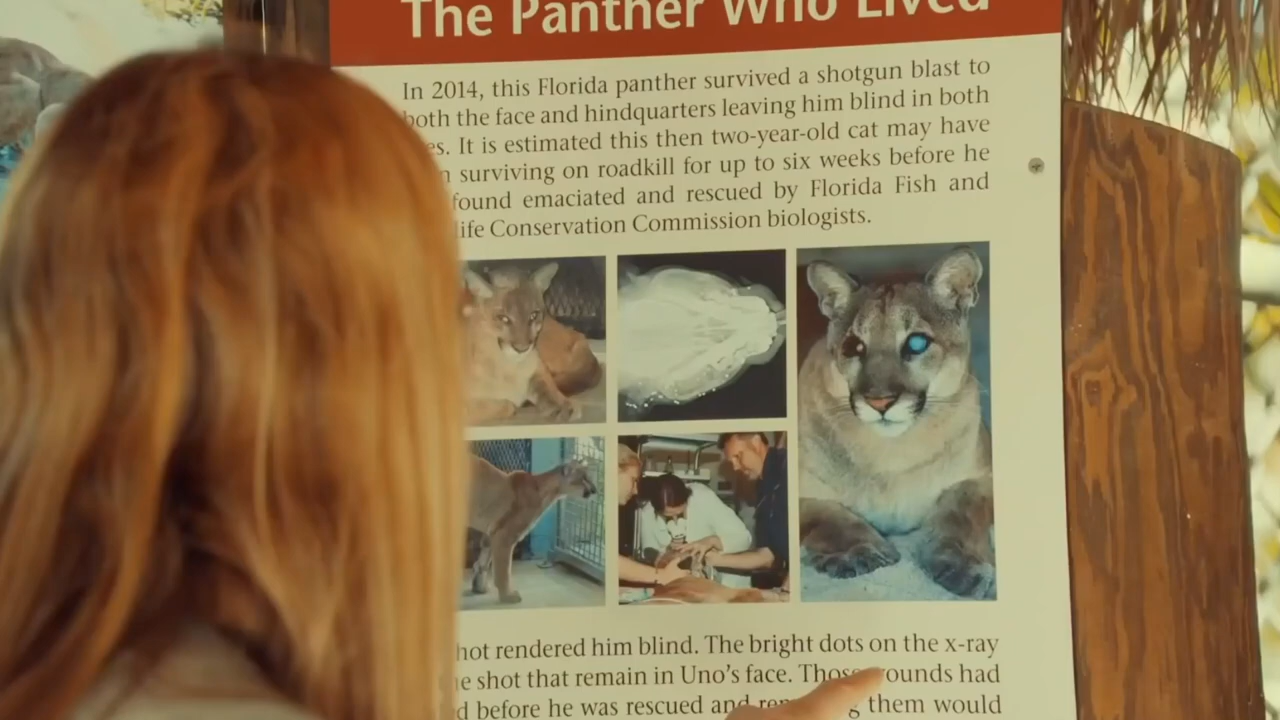 The Panther Who Lived
In 2014, this Florida panther survived a shotgun blast to
both the face and hindquarters leaving him blind in both
It is estimated this then two-year-old cat may have
surviving on roadkill for up to six weeks before he
found emaciated and rescued by Florida Fish and
life Conservation Commission biologists.
hot rendered him blind. The bright dots on the x-ray
shot that remain in Uno's face. Those wounds had
before he was rescued and them would